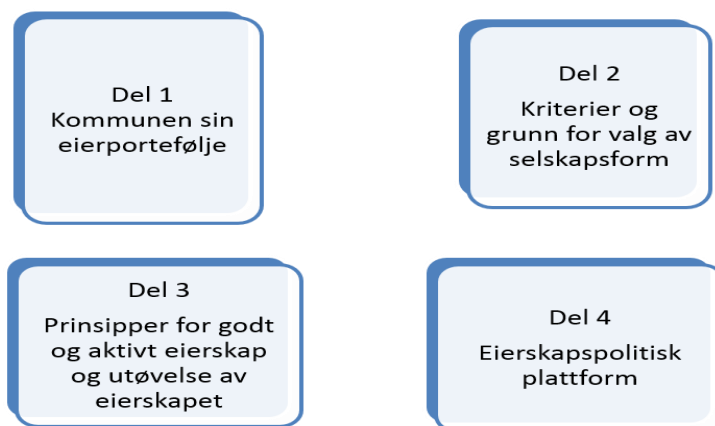 Del 1
Kommunen sin
eierportefølje
Del 2
Kriterier og
grunn for valg av
selskapsform
Del 3
Prinsipper for godt
og aktivt eierskap
og utøvelse av
eierskapet
Del 4
Eierskapspolitisk
plattform